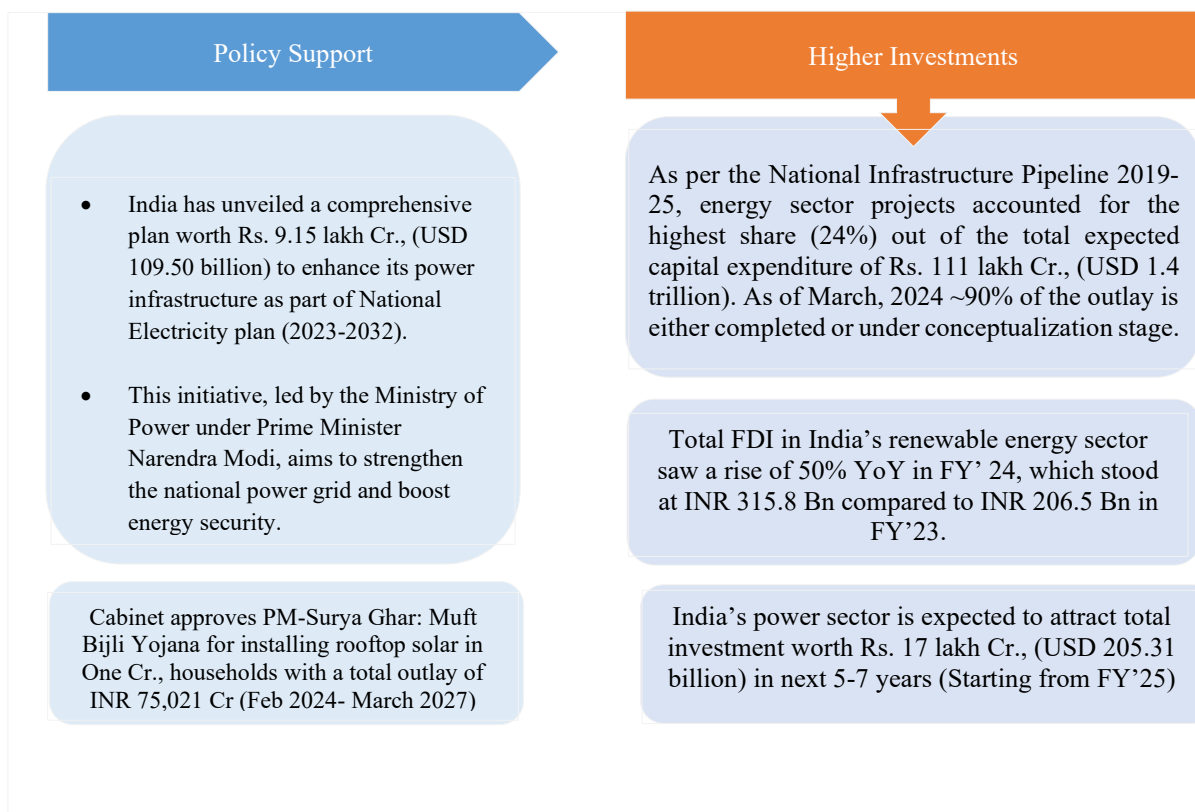 Policy Support
• India has unveiled a comprehensive
plan worth Rs. 9.15 lakh Cr., (USD
109.50 billion) to enhance its power
infrastructure as part of National
Electricity plan (2023-2032).
• This initiative, led by the Ministry of
Power under Prime Minister
Narendra Modi, aims to strengthen
the national power grid and boost
energy security.
Cabinet approves PM-Surya Ghar: Muft
Bijli Yojana for installing rooftop solar in
One Cr., households with a total outlay of
INR 75,021 Cr (Feb 2024- March 2027)
Higher Investments
As per the National Infrastructure Pipeline 2019-
25, energy sector projects accounted for the
highest share (24%) out of the total expected
capital expenditure of Rs. 111 lakh Cr., (USD 1.4
trillion). As of March, 2024 ~90% of the outlay is
either completed or under conceptualization stage.
Total FDI in India’s renewable energy sector
saw a rise of 50% YoY in FY’ 24, which stood
at INR 315.8 Bn compared to INR 206.5 Bn in
FY’23.
India’s power sector is expected to attract total
investment worth Rs. 17 lakh Cr., (USD 205.31
billion) in next 5-7 years (Starting from FY’25)